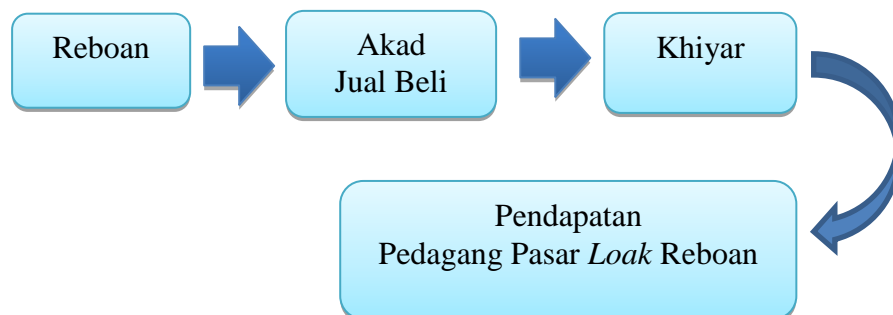 Reboan
Akad
Jual Beli
Khiyar
Pendapatan
Pedagang Pasar Loak Reboan